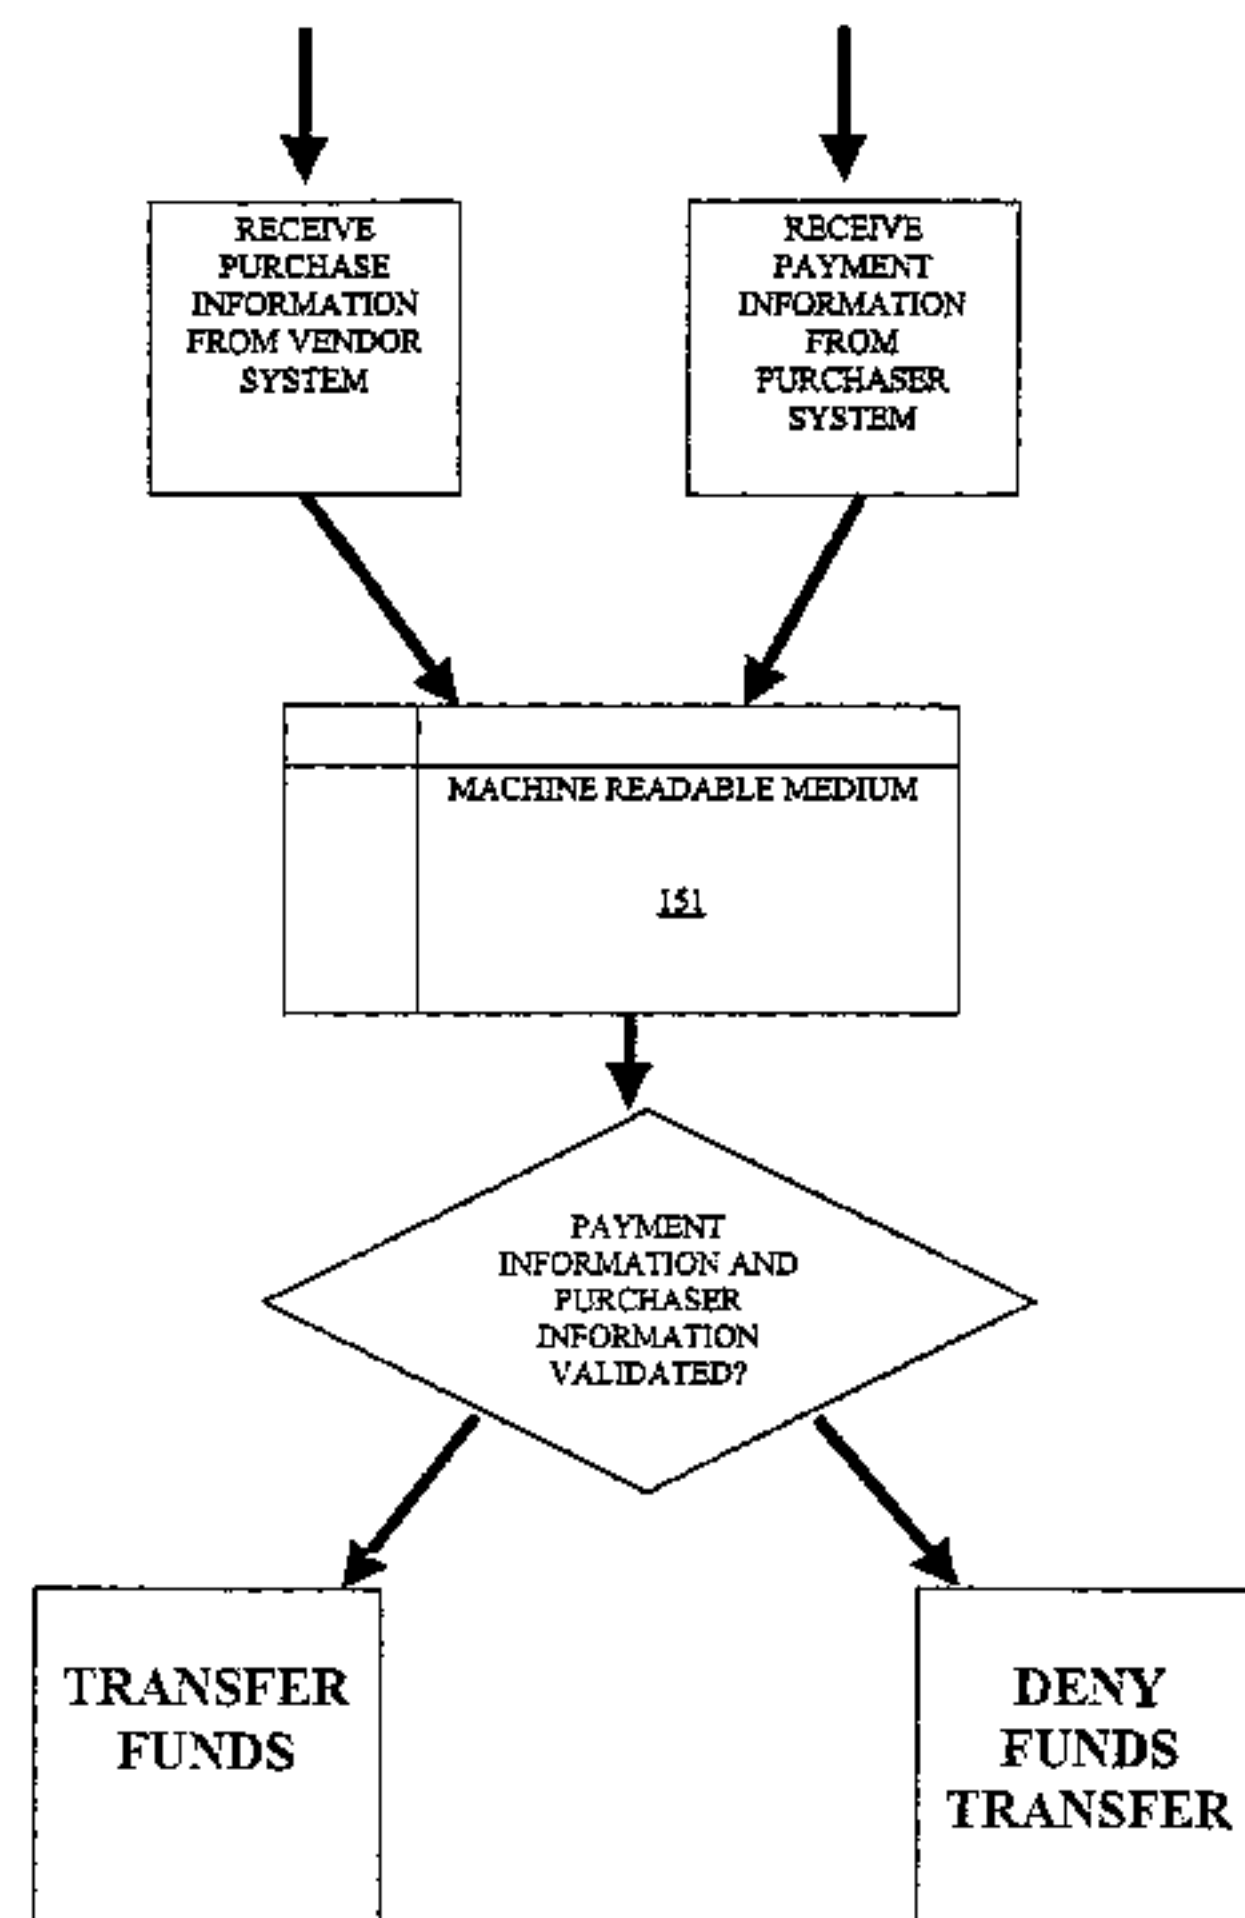 RECEIVE
PURCHASE
INFORMATION
FROM VENDOR
SYSTEM
RECEIVE
PAYMENT
INFORMATION
FROM
PURCHASER
SYSTEM
MACHINE READABLE MEDIUM
151
PAYMENT
INFORMATION AND
PURCHASER
INFORMATION
VALIDATED?
TRANSFER
FUNDS
DENY
FUNDS
TRANSFER